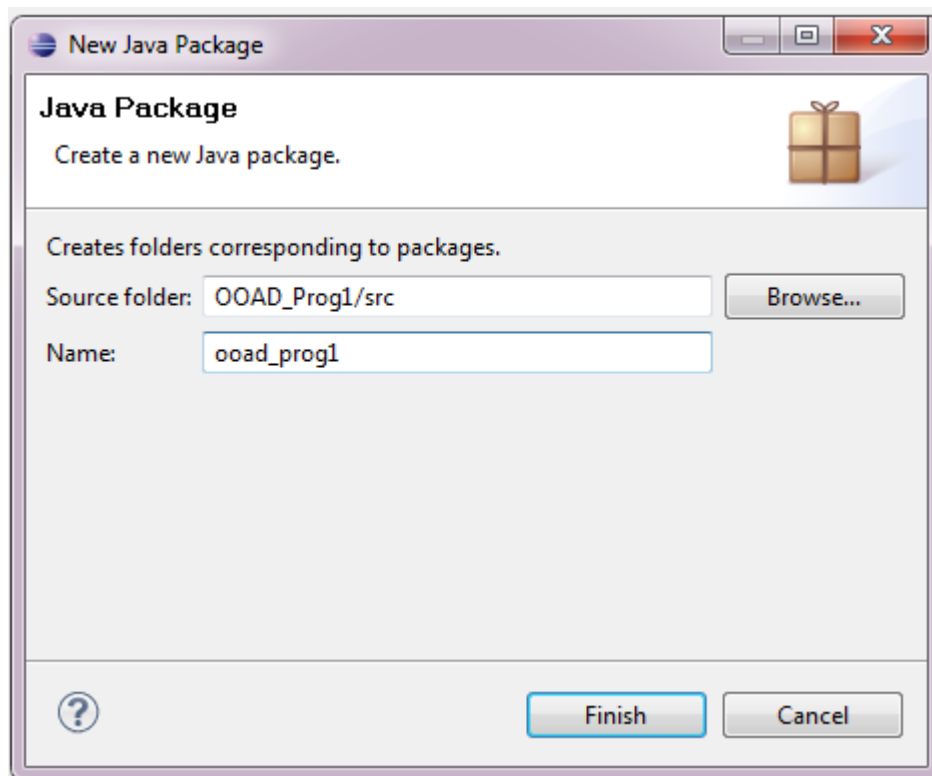 New Java Package
Java Package
Create a new Java package.
Creates folders corresponding to packages.
Source folder: OOAD_Prog1/src Browse...
Name: ooad_prog1
?
Finish Cancel